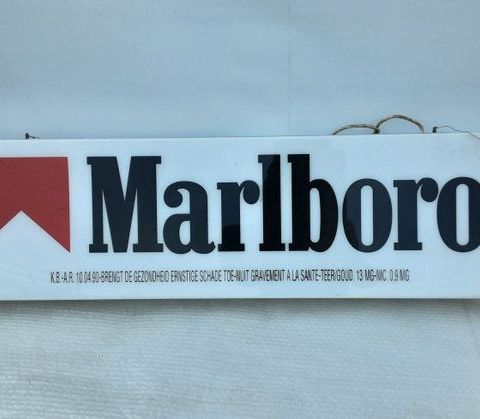 Marlboro
K.B.-A.R. 10.04.90-BRENGT DE GEZONDHEID ERNSTIGE SCHADE TOE-NUIT GRAVEMENT A LA SANTE-TEER/GOUD. 13 MG-NIC. 0.9 MG